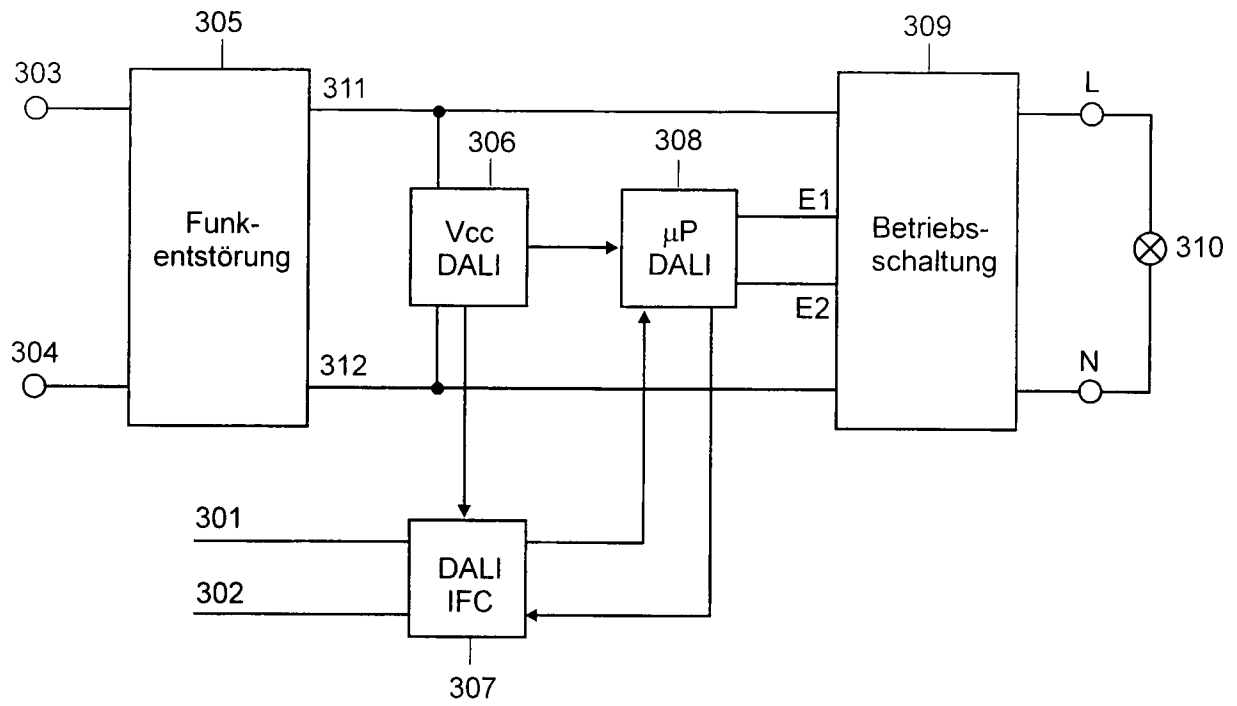 305
309
303
311
L
306
308
E1
Funk-
entstörung
Vcc
DALI
µP
DALI
Betriebs-
schaltung
310
E2
304
312
N
301
DALI
IFC
302
307